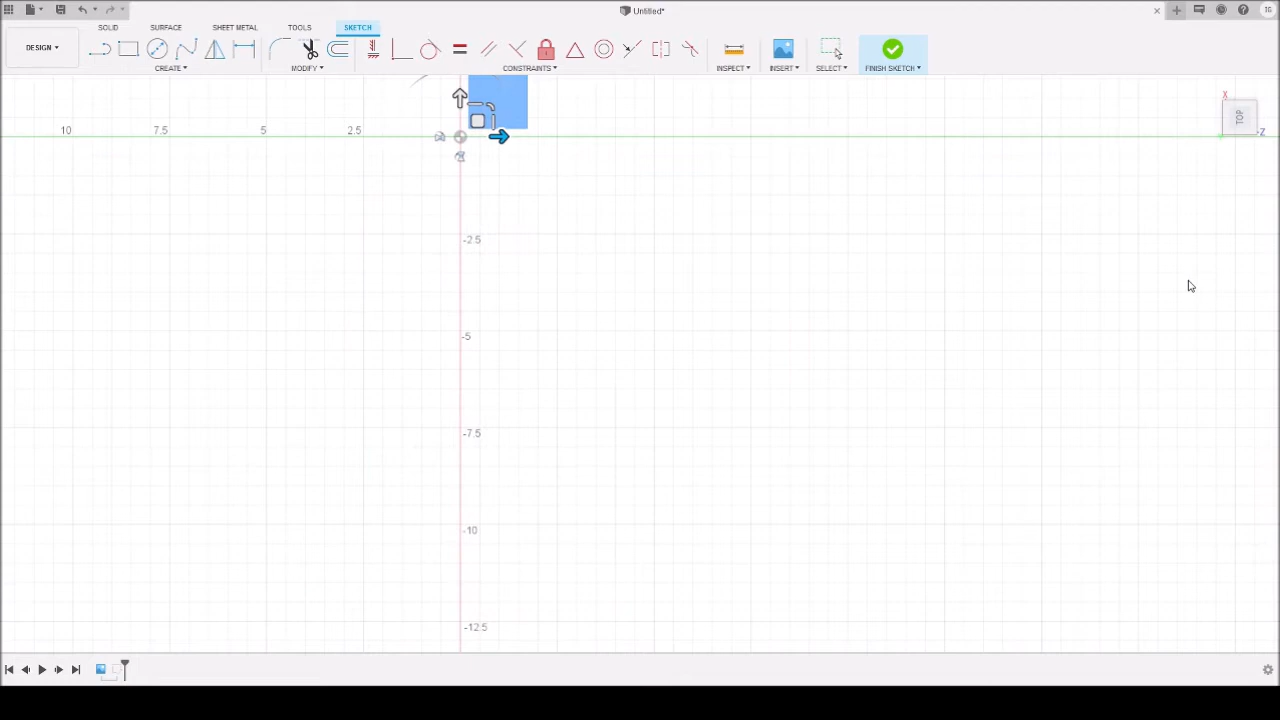 Untitled*
TG
SOLID SURFACE SHEET METAL TOOLS SKETCH
DESIGN ▾
CREATE ▾ MODIFY ▾ CONSTRAINTS ▾ INSPECT ▾ INSERT ▾ SELECT ▾ FINISH SKETCH ▾
X
TOP
-Z
10 7.5 5 2.5
-2.5
-5
-7.5
-10
-12.5